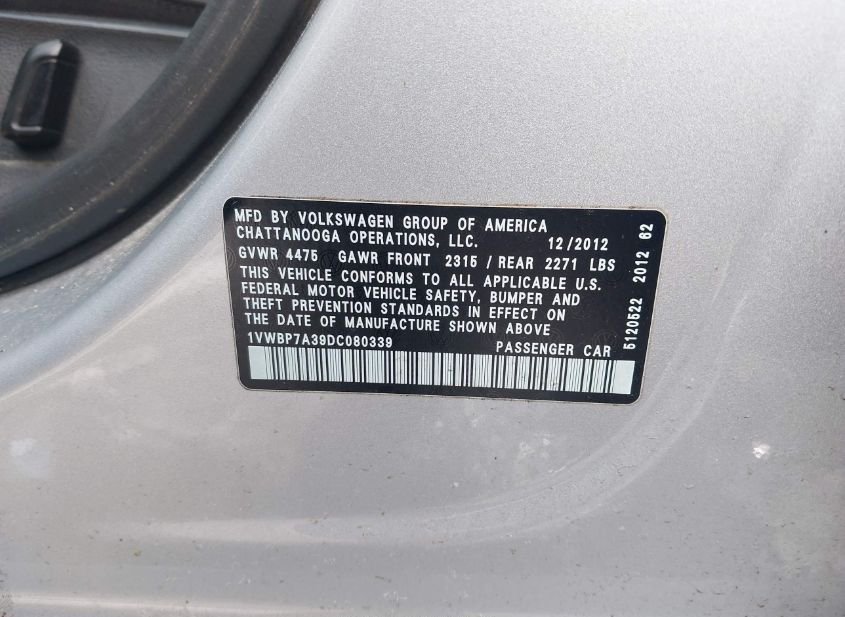 MFD BY VOLKSWAGEN GROUP OF AMERICA
CHATTANOOGA OPERATIONS, LLC. 12/2012
GVWR 4475 GAWR FRONT 2315 / REAR 2271 LBS
THIS VEHICLE CONFORMS TO ALL APPLICABLE U.S.
FEDERAL MOTOR VEHICLE SAFETY, BUMPER AND
THEFT PREVENTION STANDARDS IN EFFECT ON
THE DATE OF MANUFACTURE SHOWN ABOVE
1VWBP7A39DC080339 PASSENGER CAR
5120522 2012 62